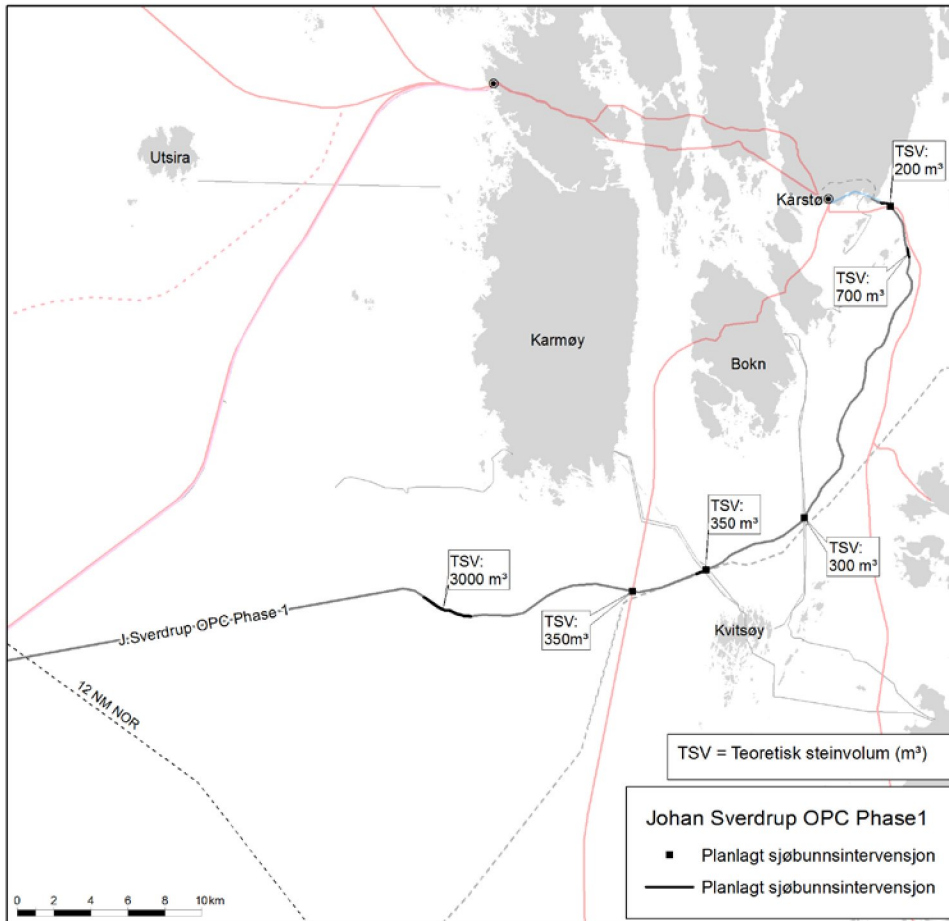 Utsira
Kårstø
TSV:
200 m³
TSV:
700 m³
Karmøy
Bokn
TSV:
350 m³
TSV:
3000 m³
TSV:
300 m³
TSV:
350m³
Kvitsøy
J-Sverdrup-OPC-Phase-1
12 NM NOR
TSV = Teoretisk steinvolum (m³)
Johan Sverdrup OPC Phase1
Planlagt sjøbunnsintervensjon
Planlagt sjøbunnsintervensjon
0 2 4 6 8 10km